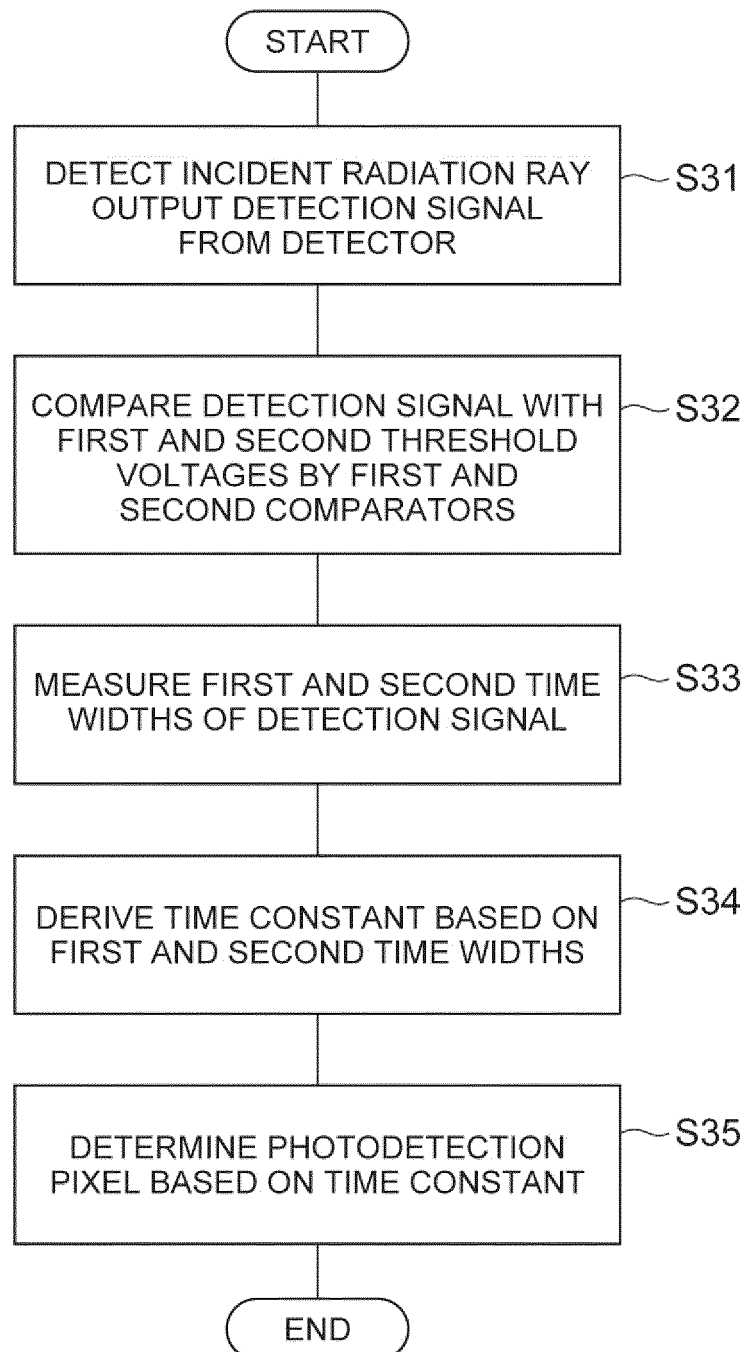 START
DETECT INCIDENT RADIATION RAY
OUTPUT DETECTION SIGNAL
FROM DETECTOR
S31
COMPARE DETECTION SIGNAL WITH
FIRST AND SECOND THRESHOLD
VOLTAGES BY FIRST AND
SECOND COMPARATORS
S32
MEASURE FIRST AND SECOND TIME
WIDTHS OF DETECTION SIGNAL
S33
DERIVE TIME CONSTANT BASED ON
FIRST AND SECOND TIME WIDTHS
S34
DETERMINE PHOTODETECTION
PIXEL BASED ON TIME CONSTANT
S35
END